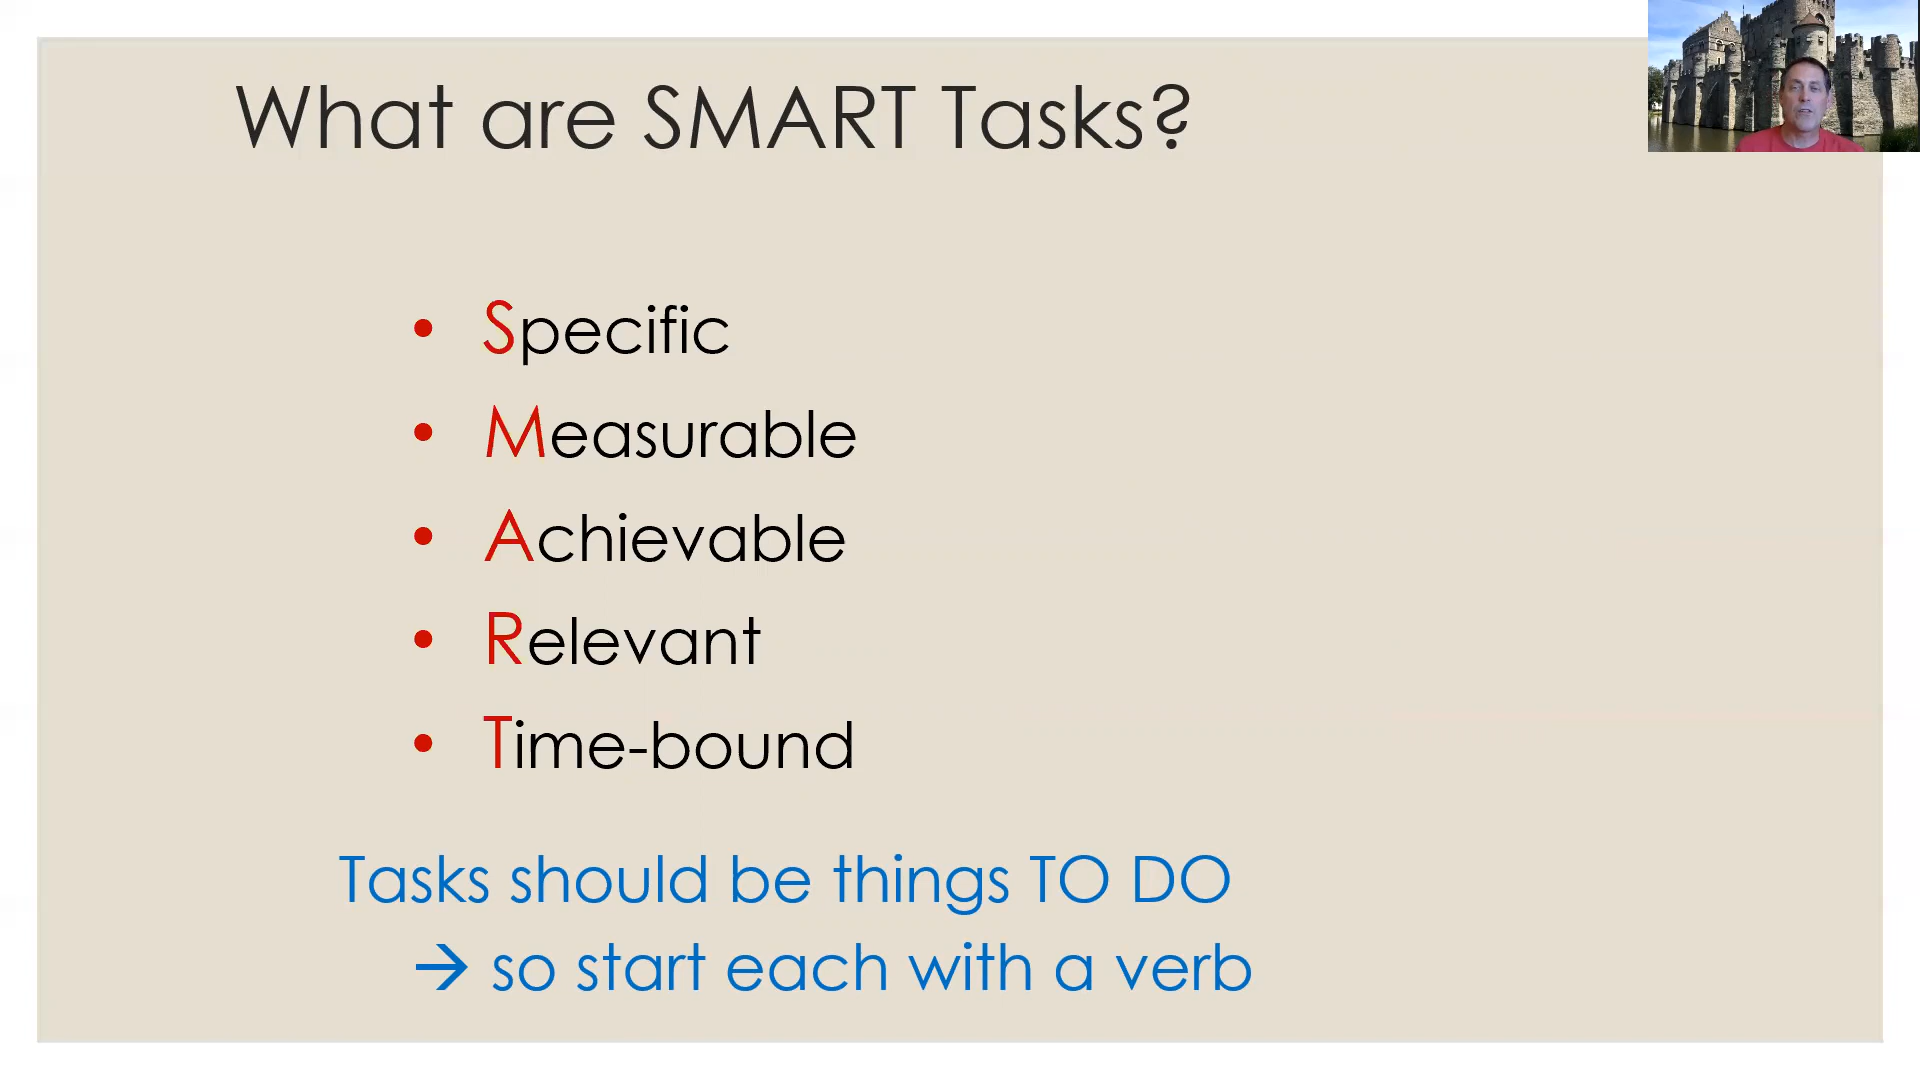 What are SMART Tasks?
• Specific
• Measurable
• Achievable
• Relevant
• Time-bound
Tasks should be things TO DO
→ so start each with a verb